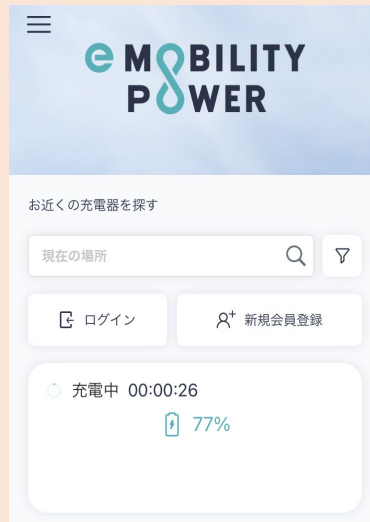 e MOBILITY
POWER
お近くの充電器を探す
現在の場所
ログイン
新規会員登録
充電中 00:00:26
77%